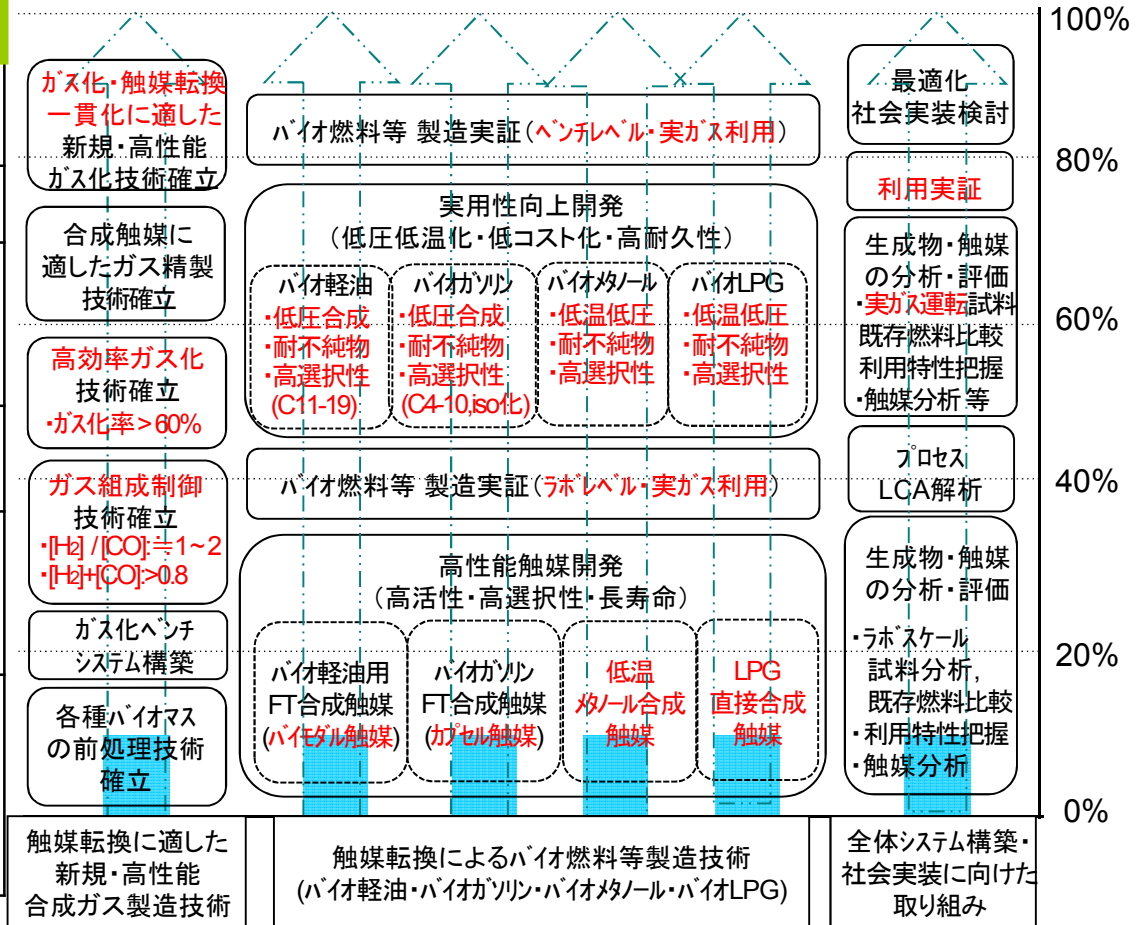 ガス化・触媒転換
一貫化に適した
新規・高性能
ガス化技術確立
合成触媒に
適したガス精製
技術確立
高効率ガス化
技術確立
・ガス化率>60%
ガス組成制御
技術確立
・[H₂] / [CO]:≒1~2
・[H₂]+[CO]:>0.8
ガス化ベンチ
システム構築
各種バイオマス
の前処理技術
確立
触媒転換に適した
新規・高性能
合成ガス製造技術
バイオ燃料等 製造実証(ベンチレベル・実ガス利用)
実用性向上開発
(低圧低温化・低コスト化・高耐久性)
バイオ軽油
・低圧合成
・耐不純物
・高選択性
(C11-19)
バイオガソリン
・低圧合成
・耐不純物
・高選択性
(C4-10,iso化)
バイオメタノール
・低温低圧
・耐不純物
・高選択性
バイオLPG
・低温低圧
・耐不純物
・高選択性
バイオ燃料等 製造実証(ラボレベル・実ガス利用)
高性能触媒開発
(高活性・高選択性・長寿命)
バイオ軽油用
FT合成触媒
(バイモダル触媒)
バイオガソリン
FT合成触媒
(カプセル触媒)
低温
メタノール合成
触媒
LPG
直接合成
触媒
触媒転換によるバイオ燃料等製造技術
(バイオ軽油・バイオガソリン・バイオメタノール・バイオLPG)
最適化
社会実装検討
利用実証
生成物・触媒
の分析・評価
・実ガス運転試料
既存燃料比較
利用特性把握
・触媒分析 等
プロセス
LCA解析
生成物・触媒
の分析・評価
・ラボスケール
試料分析,
既存燃料比較
・利用特性把握
・触媒分析
全体システム構築・
社会実装に向けた
取り組み
100%
80%
60%
40%
20%
0%